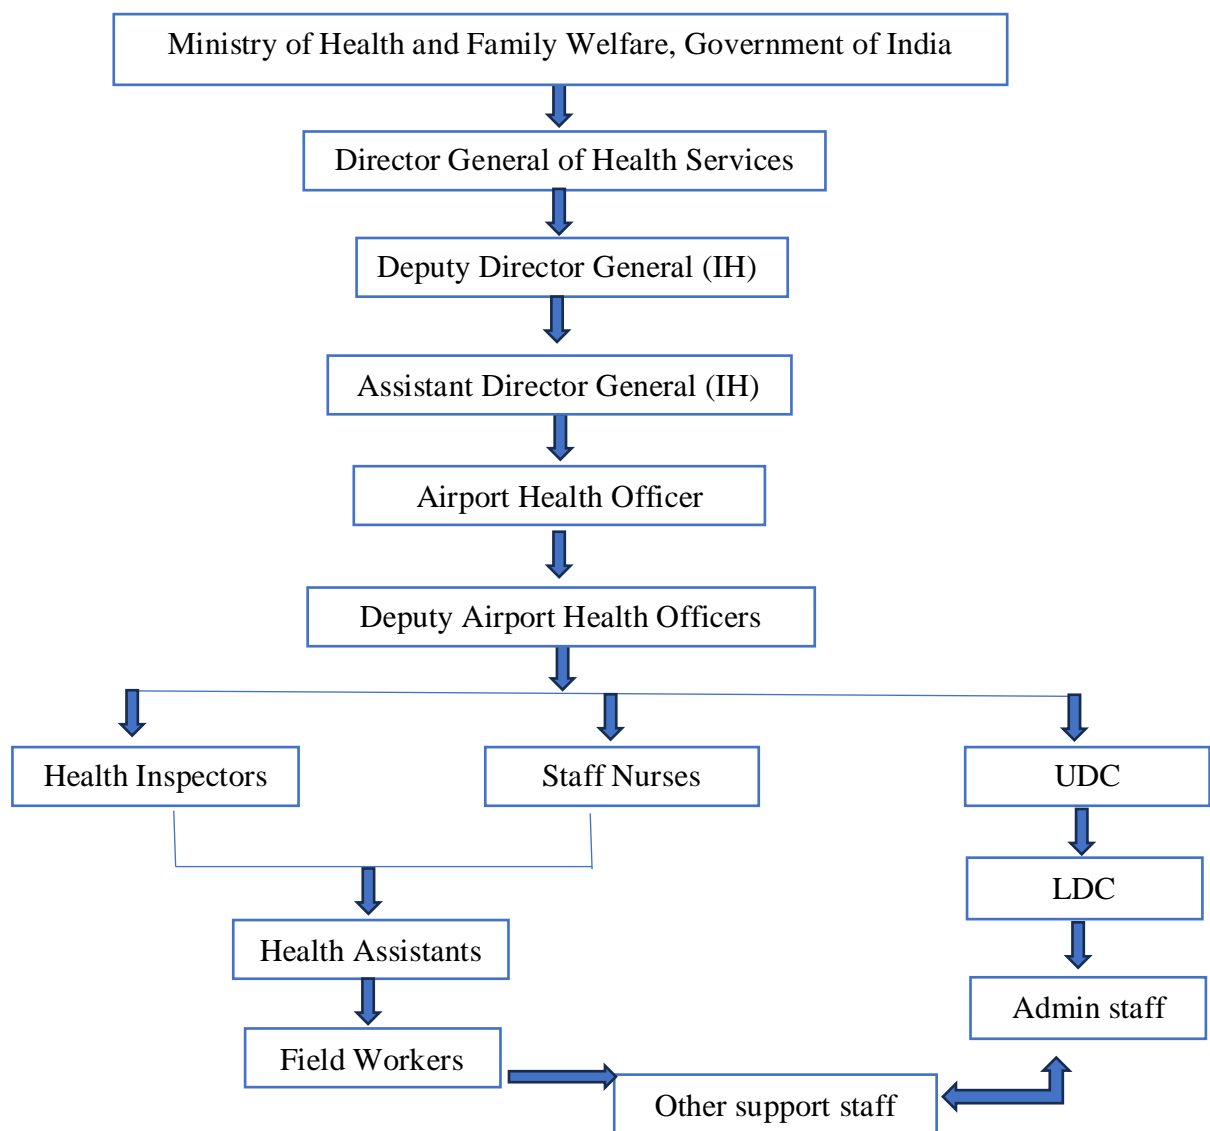 Ministry of Health and Family Welfare, Government of India
Director General of Health Services
Deputy Director General (IH)
Assistant Director General (IH)
Airport Health Officer
Deputy Airport Health Officers
Health Inspectors
Staff Nurses
UDC
LDC
Health Assistants
Admin staff
Field Workers
Other support staff